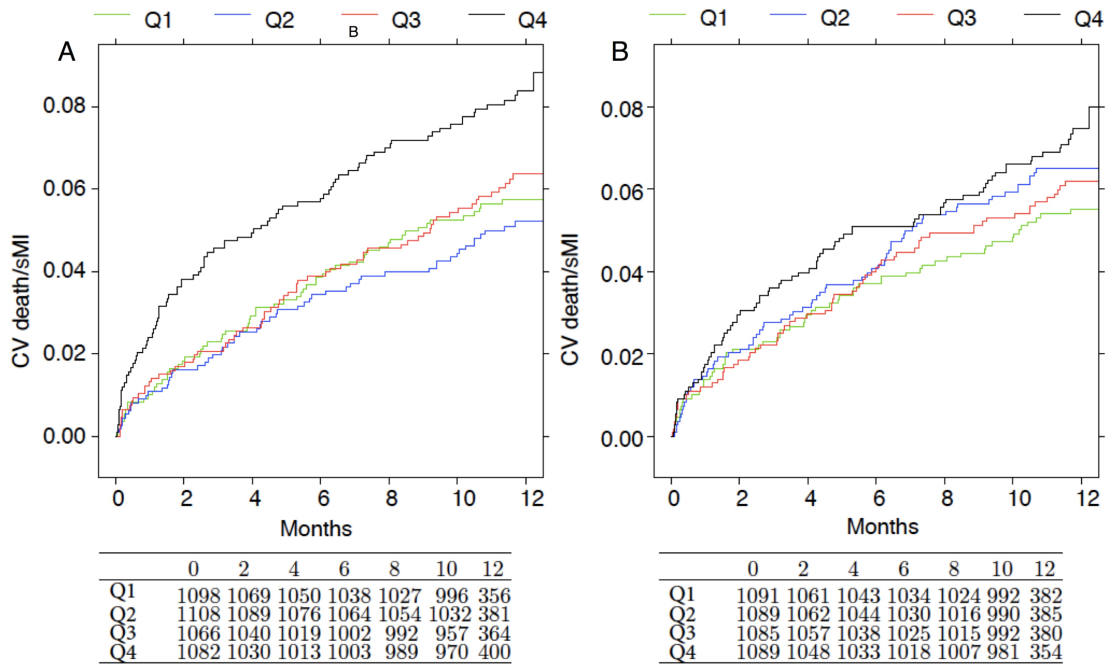 Q1 Q2 Q3 Q4
B
A
0.08
0.06
0.04
0.02
0.00
CV death/sMI
0 2 4 6 8 10 12
Months
0 2 4 6 8 10 12
Q1 1098 1069 1050 1038 1027 996 356
Q2 1108 1089 1076 1064 1054 1032 381
Q3 1066 1040 1019 1002 992 957 364
Q4 1082 1030 1013 1003 989 970 400
Q1 Q2 Q3 Q4
B
0.08
0.06
0.04
0.02
0.00
CV death/sMI
0 2 4 6 8 10 12
Months
0 2 4 6 8 10 12
Q1 1091 1061 1043 1034 1024 992 382
Q2 1089 1062 1044 1030 1016 990 385
Q3 1085 1057 1038 1025 1015 992 380
Q4 1089 1048 1033 1018 1007 981 354